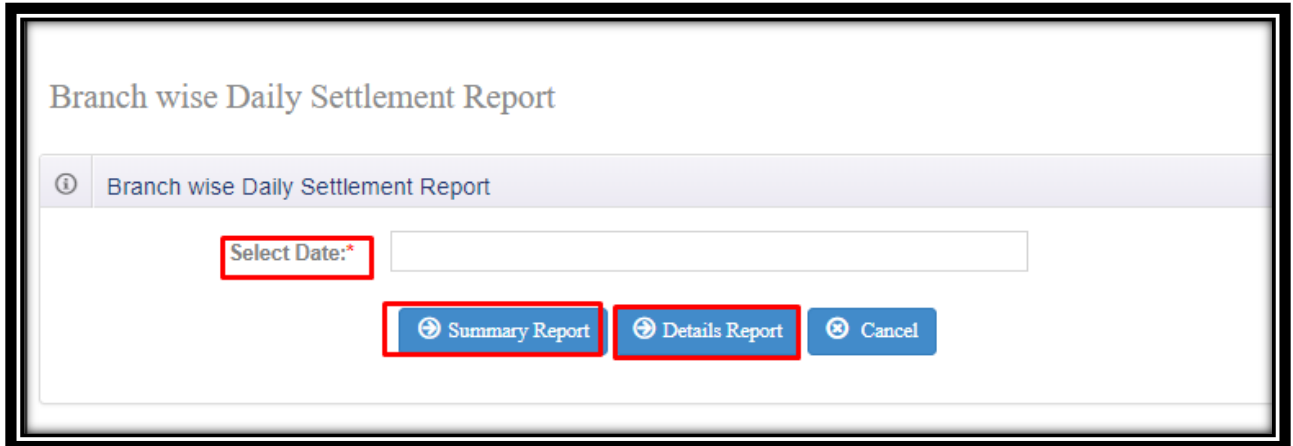 Branch wise Daily Settlement Report
Branch wise Daily Settlement Report
Select Date:*
Summary Report Details Report Cancel